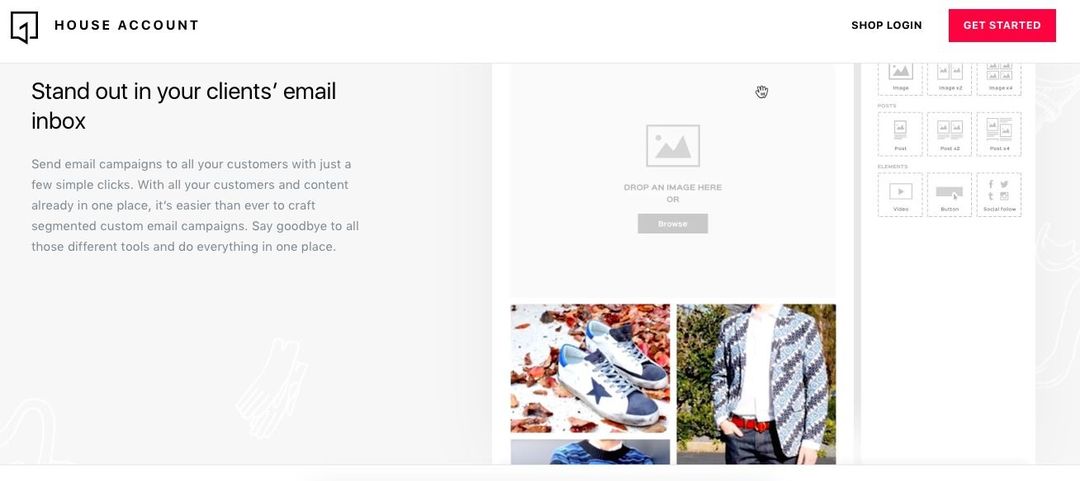 HOUSE ACCOUNT
SHOP LOGIN
GET STARTED
Stand out in your clients' email
inbox
Send email campaigns to all your customers with just a
few simple clicks. With all your customers and content
already in one place, it's easier than ever to craft
segmented custom email campaigns. Say goodbye to all
those different tools and do everything in one place.
DROP AN IMAGE HERE
OR
Browse
Image
Image x2
Image x4
POSTS
Post
Post x2
Post x4
ELEMENTS
Video
Button
Social follow